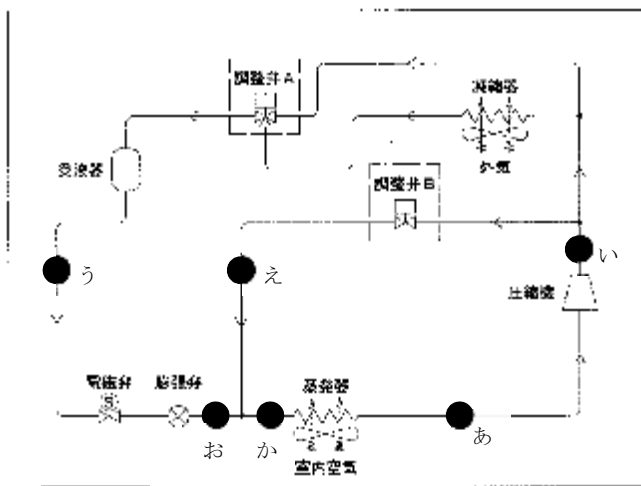 調整弁A
凝縮器
受液器
外気
調整弁B
う
え
い
圧縮機
電磁弁
膨張弁
蒸発器
お
か
あ
室内空気